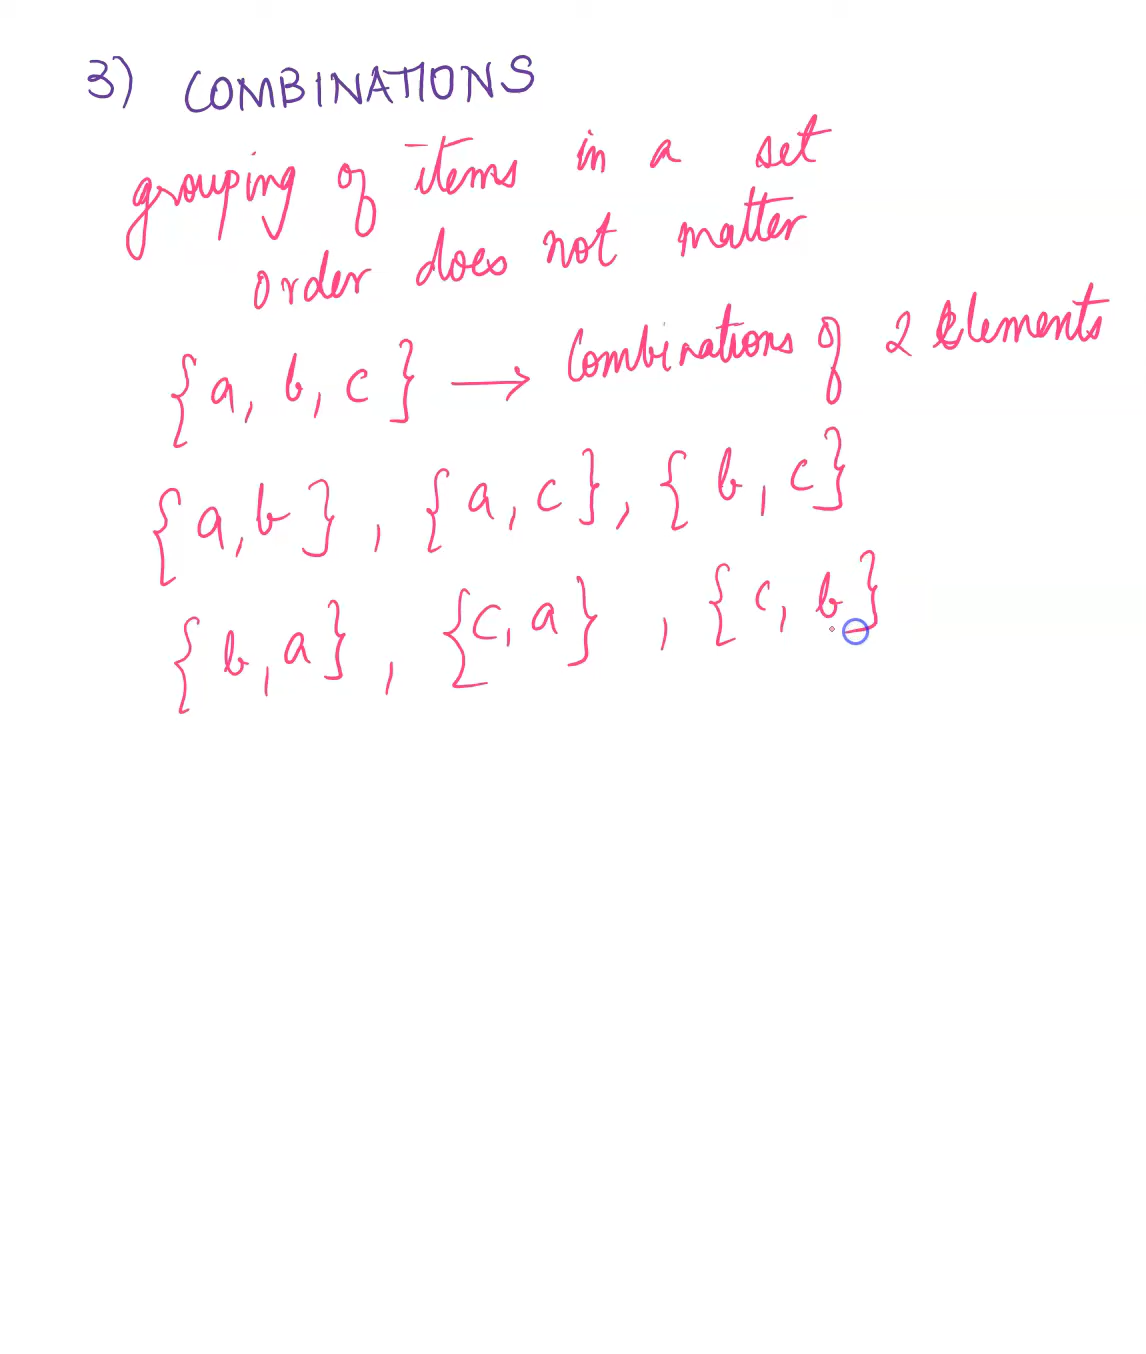 3) COMBINATIONS
grouping of items in a set
order does not matter
{a, b, c} → Combinations of 2 Elements
{a, b}, {a, c}, {b, c}
{b, a}, {c, a}, {c, b}